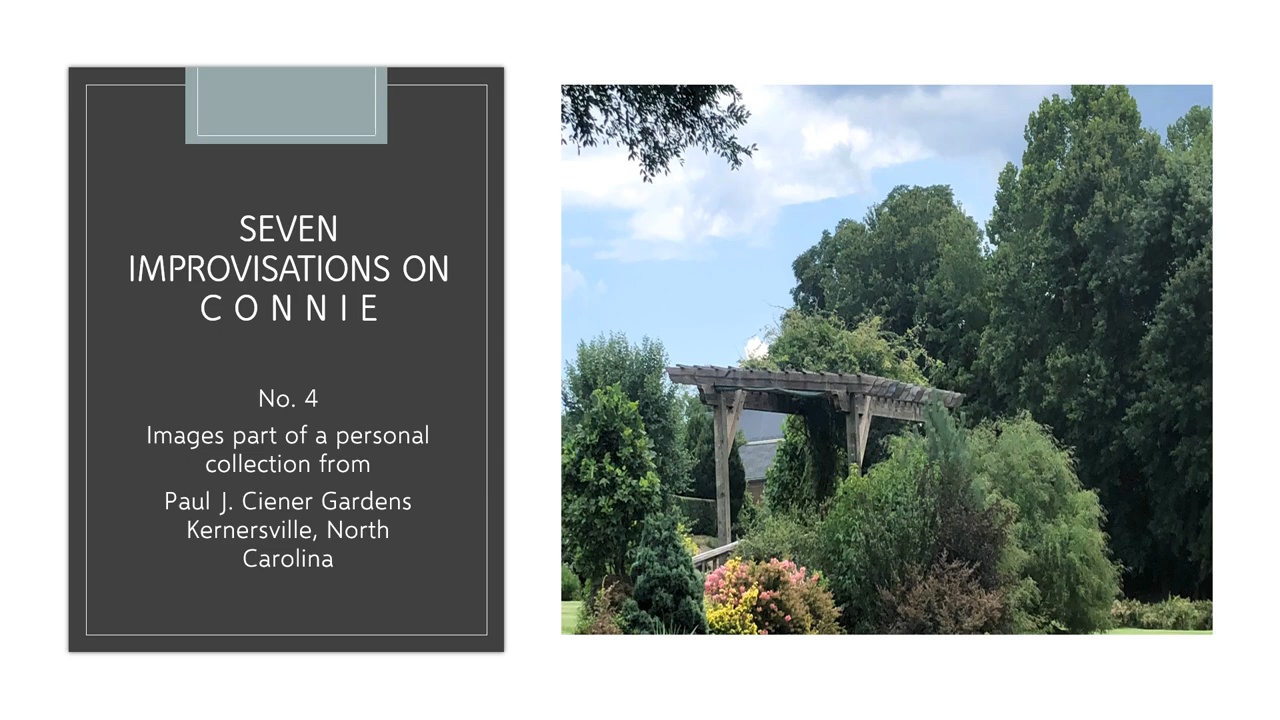 SEVEN
IMPROVISATIONS ON
C O N N I E
No. 4
Images part of a personal
collection from
Paul J. Ciener Gardens
Kernersville, North
Carolina